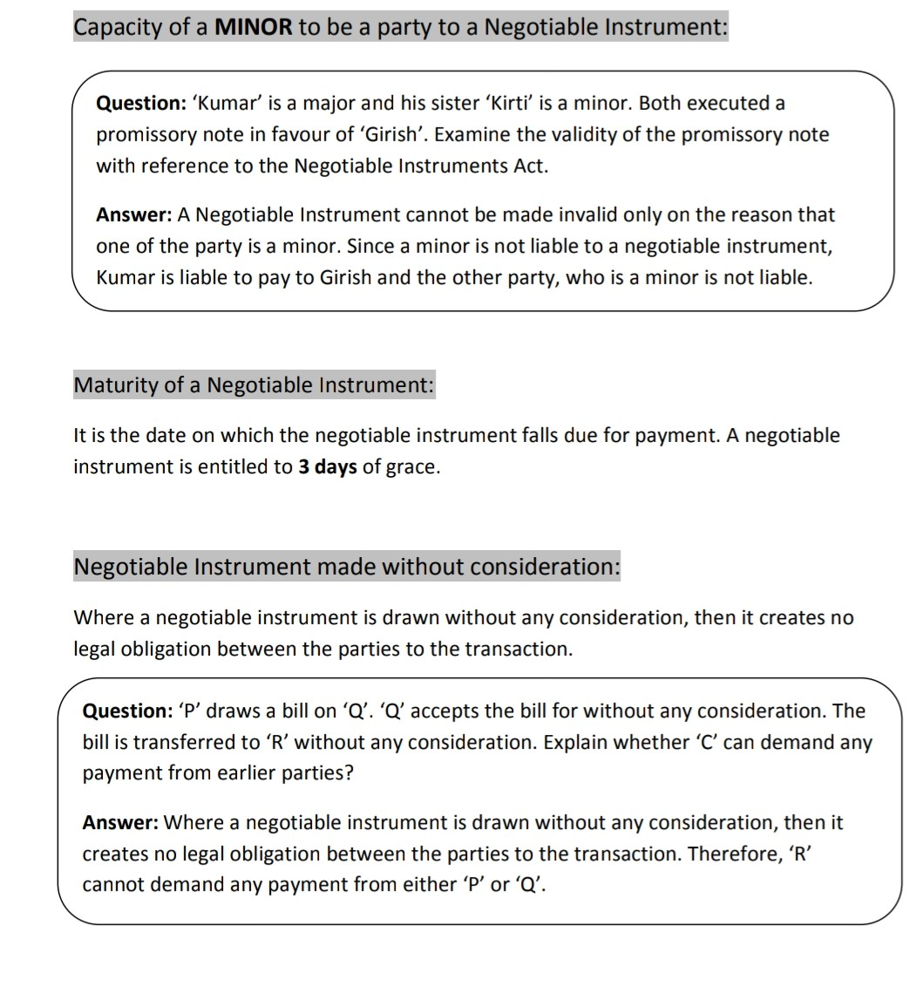 Capacity of a MINOR to be a party to a Negotiable Instrument:
Question: ‘Kumar’ is a major and his sister ‘Kirti’ is a minor. Both executed a
promissory note in favour of ‘Girish’. Examine the validity of the promissory note
with reference to the Negotiable Instruments Act.
Answer: A Negotiable Instrument cannot be made invalid only on the reason that
one of the party is a minor. Since a minor is not liable to a negotiable instrument,
Kumar is liable to pay to Girish and the other party, who is a minor is not liable.
Maturity of a Negotiable Instrument:
It is the date on which the negotiable instrument falls due for payment. A negotiable
instrument is entitled to 3 days of grace.
Negotiable Instrument made without consideration:
Where a negotiable instrument is drawn without any consideration, then it creates no
legal obligation between the parties to the transaction.
Question: ‘P’ draws a bill on ‘Q’. ‘Q’ accepts the bill for without any consideration. The
bill is transferred to ‘R’ without any consideration. Explain whether ‘C’ can demand any
payment from earlier parties?
Answer: Where a negotiable instrument is drawn without any consideration, then it
creates no legal obligation between the parties to the transaction. Therefore, ‘R’
cannot demand any payment from either ‘P’ or ‘Q’.